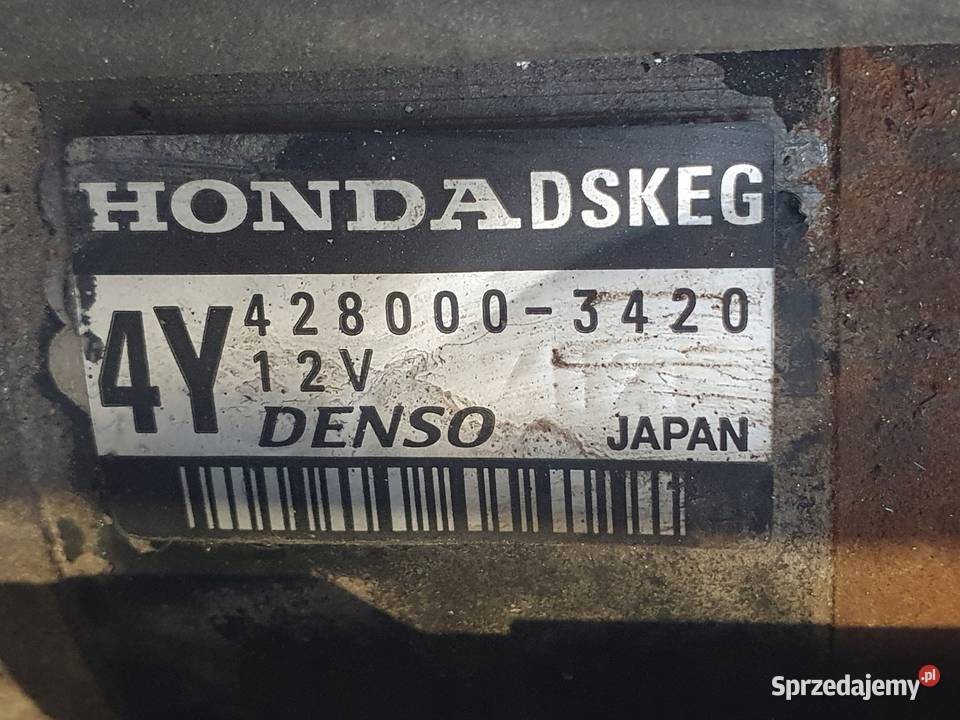 HONDA DSKEG
4Y 428000-3420
12V
DENSO JAPAN
Sprzedajemy.pl